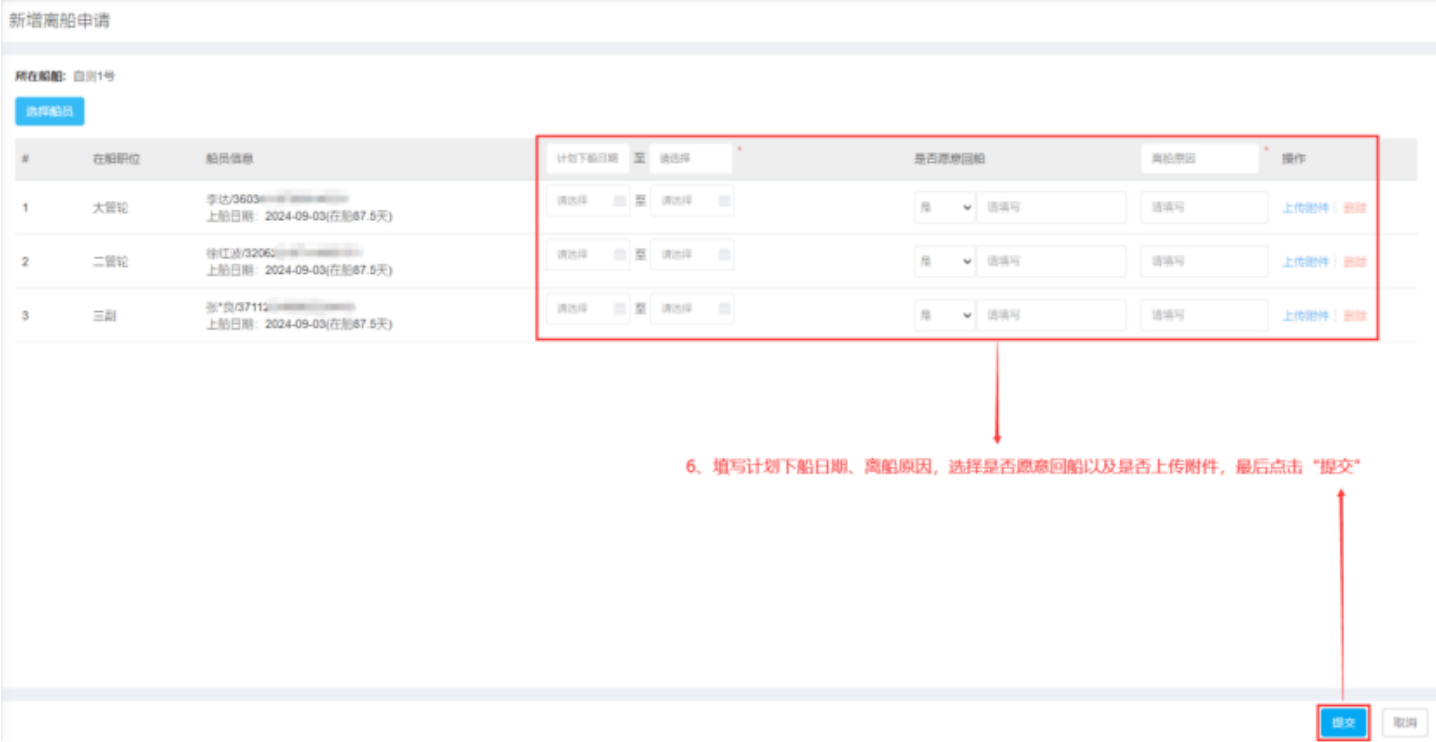 新增离船申请
所在船舶: 自测1号
选择船员
# 在船职位 船员信息 计划下船日期 至 请选择 * 是否愿意回船 离船原因 * 操作
1 大管轮 李达/3603 请选择 至 请选择 是 请填写 请填写 上传附件 删除
上船日期: 2024-09-03(在船87.5天)
2 二管轮 徐红波/3206 请选择 至 请选择 是 请填写 请填写 上传附件 删除
上船日期: 2024-09-03(在船87.5天)
3 三副 张*良/37112 请选择 至 请选择 是 请填写 请填写 上传附件 删除
上船日期: 2024-09-03(在船87.5天)
6、填写计划下船日期、离船原因，选择是否愿意回船以及是否上传附件，最后点击“提交”
提交 取消